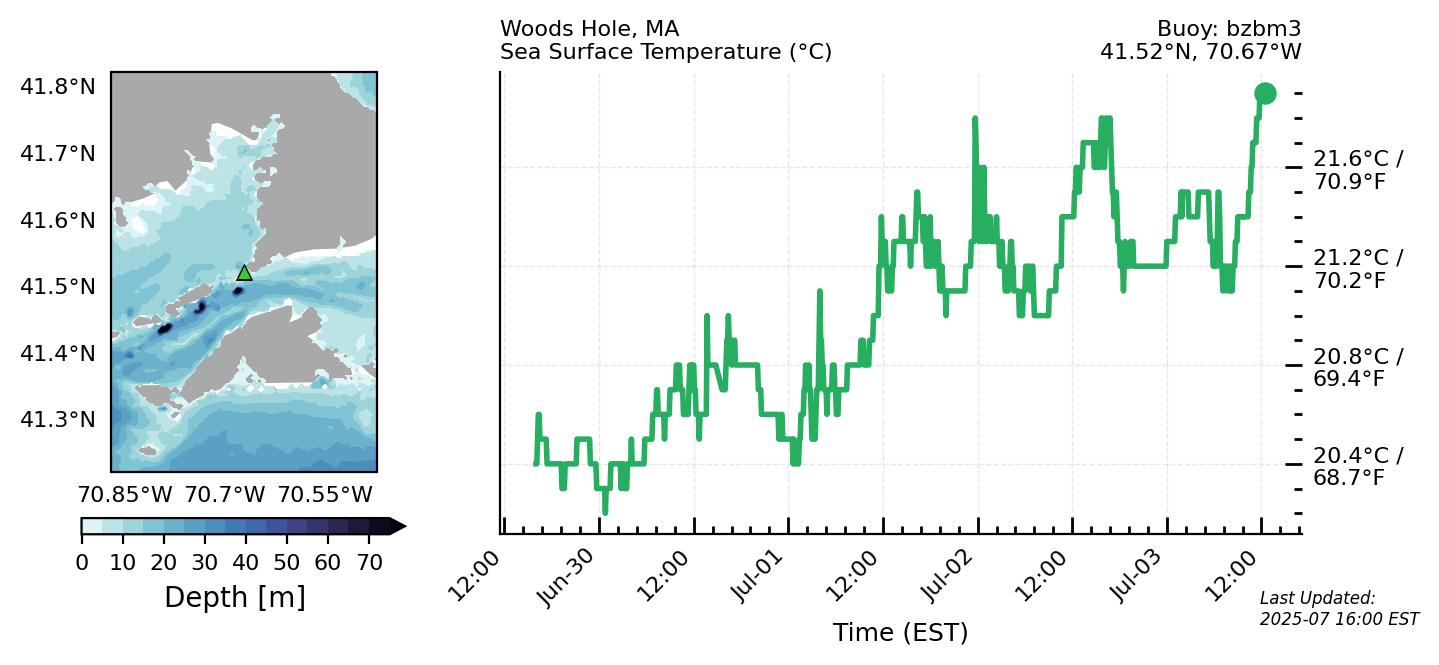 Woods Hole, MA
Sea Surface Temperature (°C)
Buoy: bzbm3
41.52°N, 70.67°W
41.8°N
41.7°N
41.6°N
41.5°N
41.4°N
41.3°N
70.85°W 70.7°W 70.55°W
0 10 20 30 40 50 60 70
Depth [m]
21.6°C /
70.9°F
21.2°C /
70.2°F
20.8°C /
69.4°F
20.4°C /
68.7°F
12:00
Jun-30
12:00
Jul-01
12:00
Jul-02
12:00
Jul-03
12:00
Time (EST)
Last Updated:
2025-07 16:00 EST